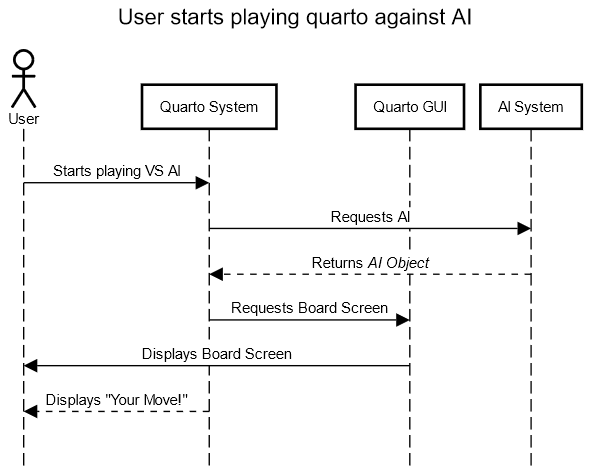 User starts playing quarto against AI
User
Quarto System
Quarto GUI
AI System
Starts playing VS AI
Requests AI
Returns AI Object
Requests Board Screen
Displays Board Screen
Displays "Your Move!"